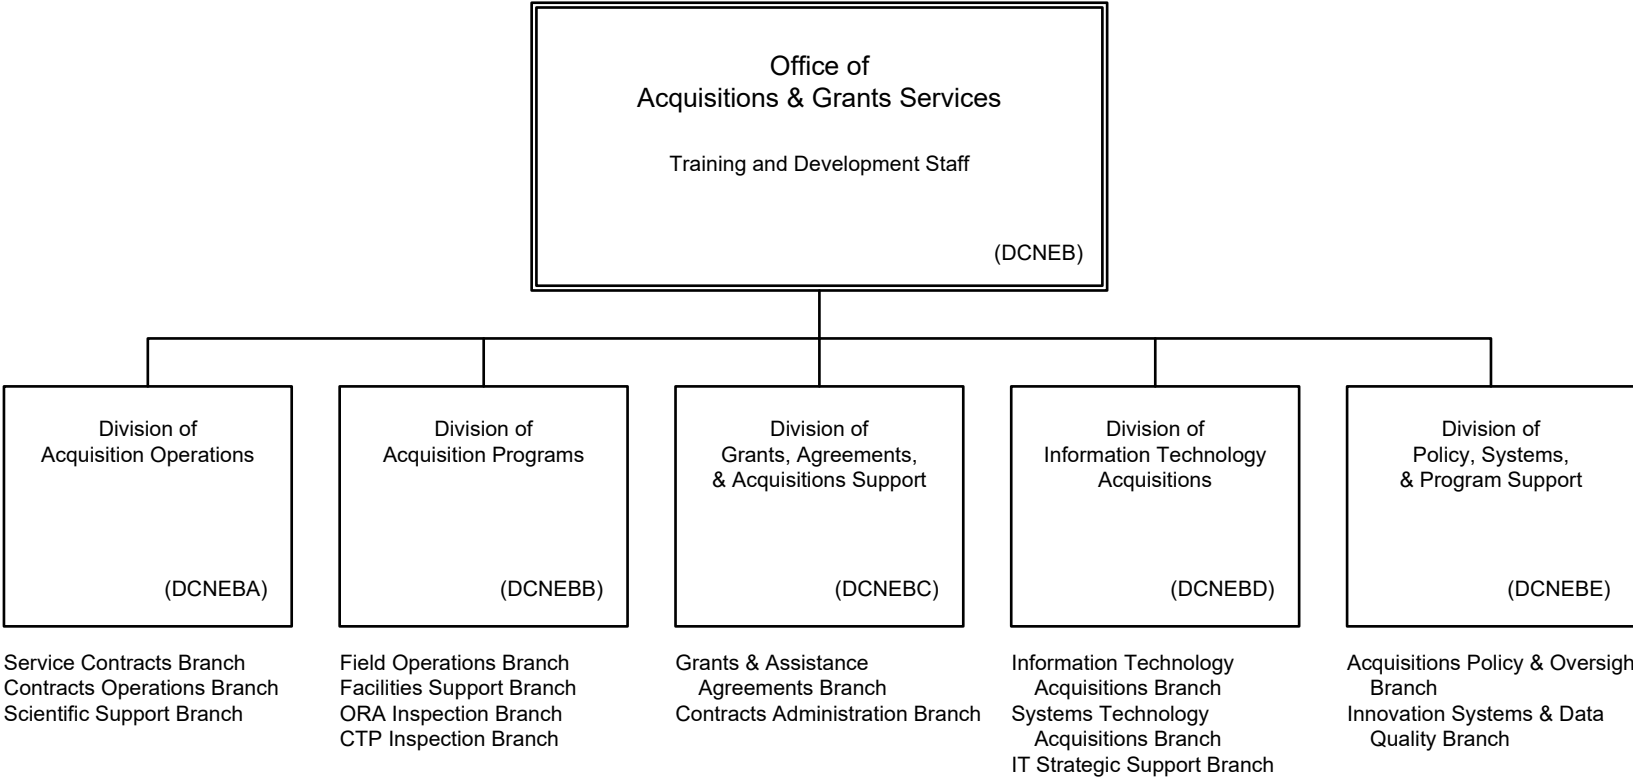 Office of
Acquisitions & Grants Services
Training and Development Staff
(DCNEB)
Division of
Acquisition Operations
(DCNEBA)
Service Contracts Branch
Contracts Operations Branch
Scientific Support Branch
Division of
Acquisition Programs
(DCNEBB)
Field Operations Branch
Facilities Support Branch
ORA Inspection Branch
CTP Inspection Branch
Division of
Grants, Agreements,
& Acquisitions Support
(DCNEBC)
Grants & Assistance
Agreements Branch
Contracts Administration Branch
Division of
Information Technology
Acquisitions
(DCNEBD)
Information Technology
Acquisitions Branch
Systems Technology
Acquisitions Branch
IT Strategic Support Branch
Division of
Policy, Systems,
& Program Support
(DCNEBE)
Acquisitions Policy & Oversigh
Branch
Innovation Systems & Data
Quality Branch